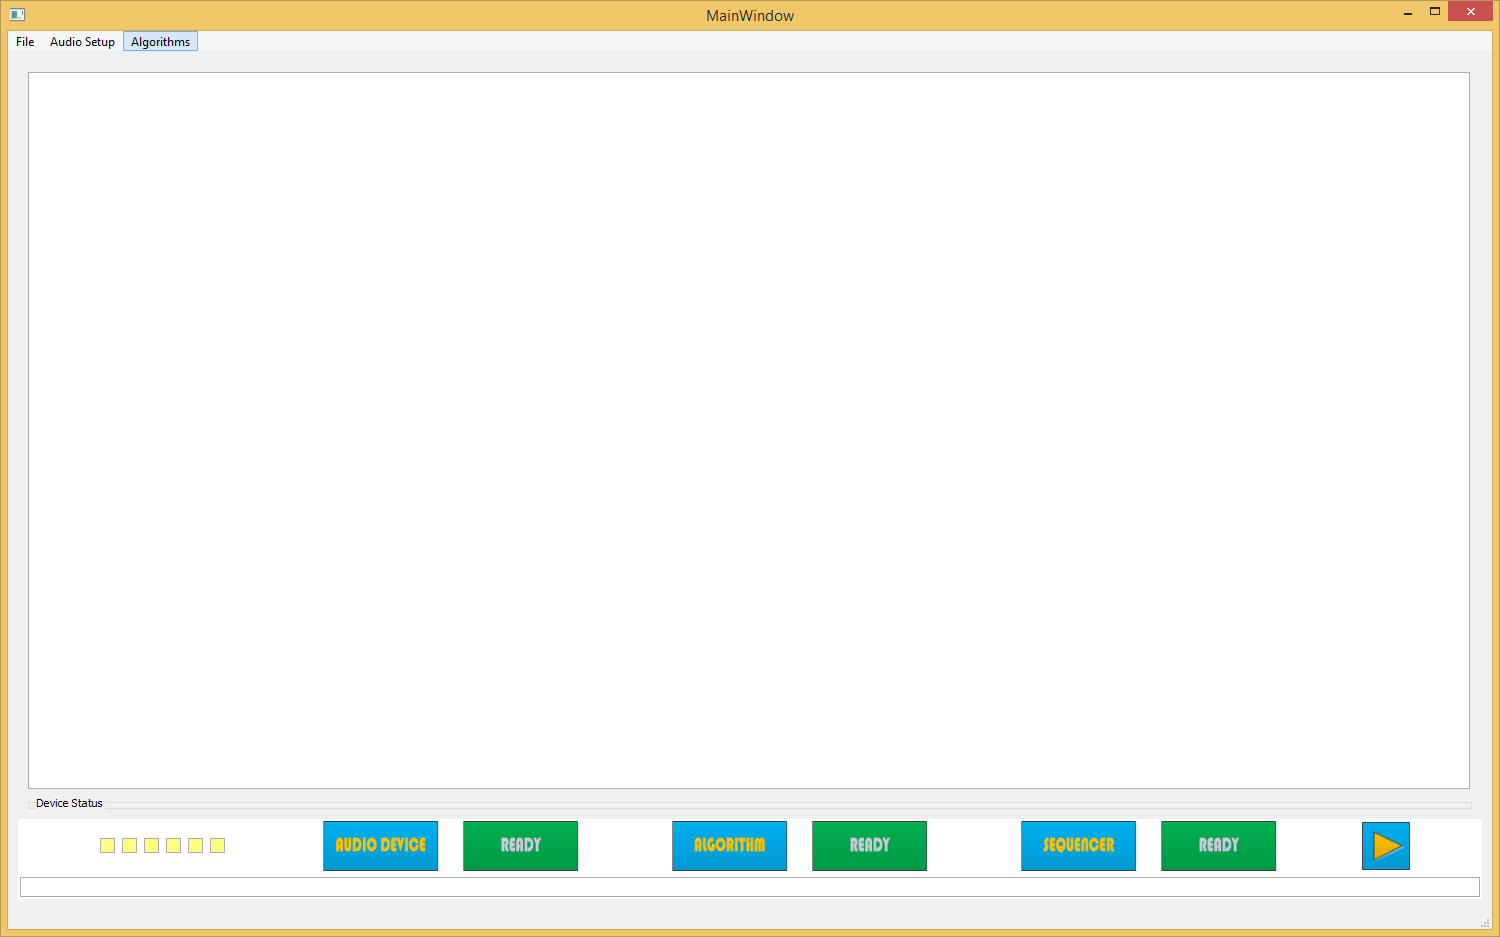 MainWindow
File Audio Setup Algorithms
Device Status
AUDIO DEVICE READY ALGORITHM READY SEQUENCER READY